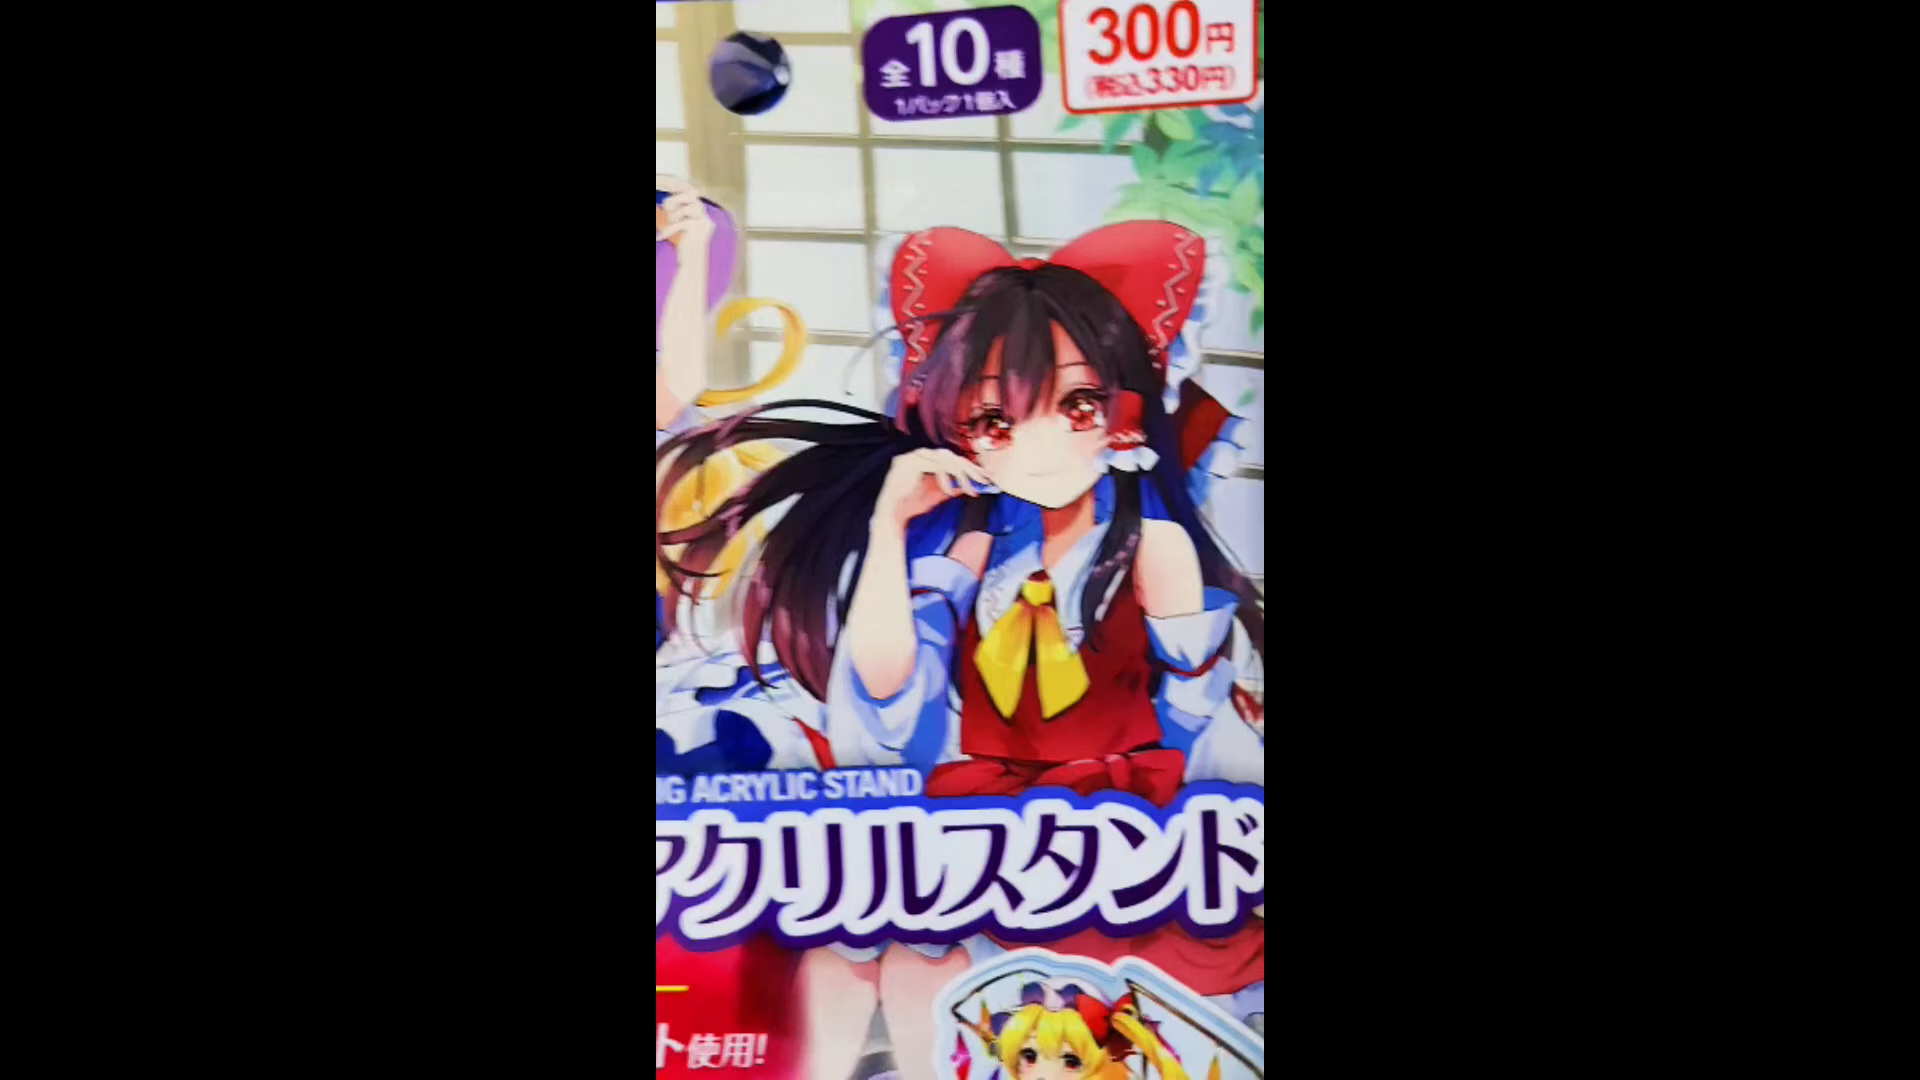 全10種
1パック1個入
300円
(税込330円)
NG ACRYLIC STAND
アクリルスタンド
ト使用!